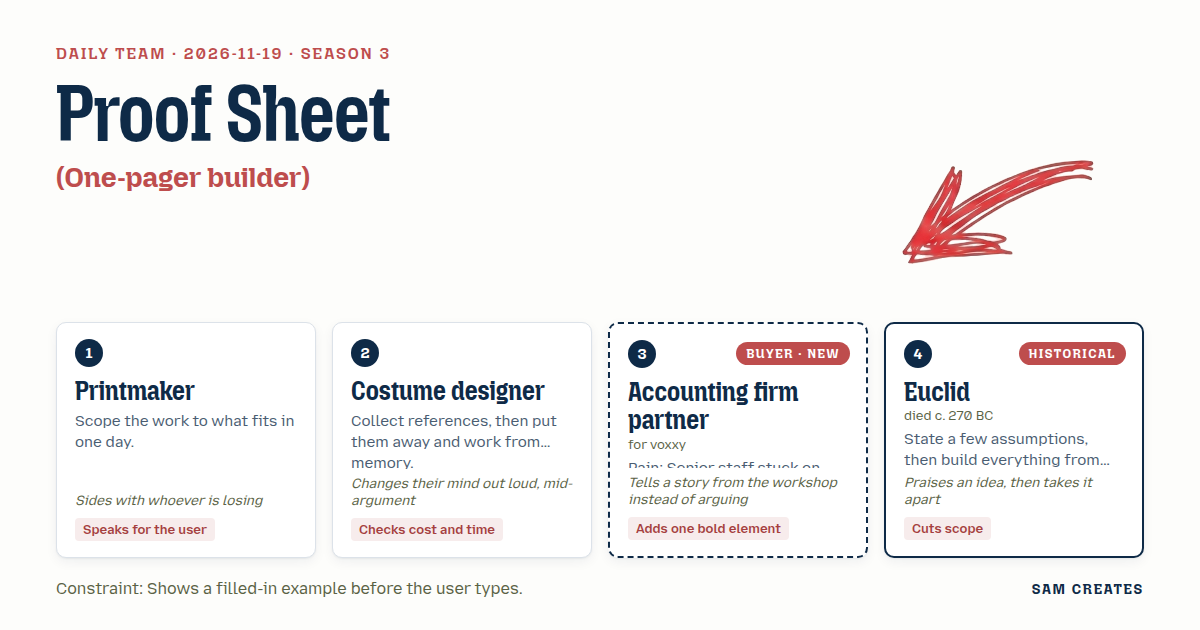 DAILY TEAM · 2026-11-19 · SEASON 3
Proof Sheet
(One-pager builder)
1
Printmaker
Scope the work to what fits in
one day.
Sides with whoever is losing
Speaks for the user
2
Costume designer
Collect references, then put
them away and work from...
memory.
Changes their mind out loud, mid-
argument
Checks cost and time
3
BUYER · NEW
Accounting firm
partner
for voxxy
Pain: Senior staff stuck on
Tells a story from the workshop
instead of arguing
Adds one bold element
4
HISTORICAL
Euclid
died c. 270 BC
State a few assumptions,
then build everything from...
Praises an idea, then takes it
apart
Cuts scope
Constraint: Shows a filled-in example before the user types.
SAM CREATES